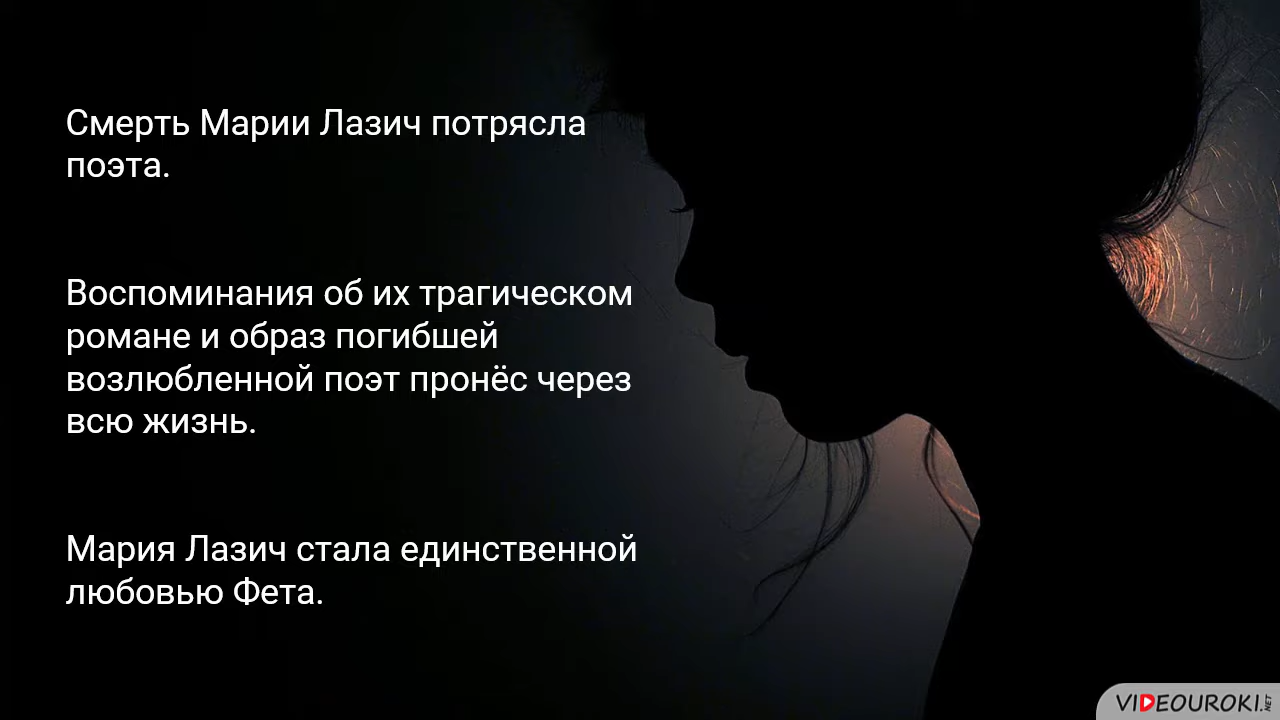 Смерть Марии Лазич потрясла
поэта.
Воспоминания об их трагическом
романе и образ погибшей
возлюбленной поэт пронёс через
всю жизнь.
Мария Лазич стала единственной
любовью Фета.
VIDEOUROKI.NET